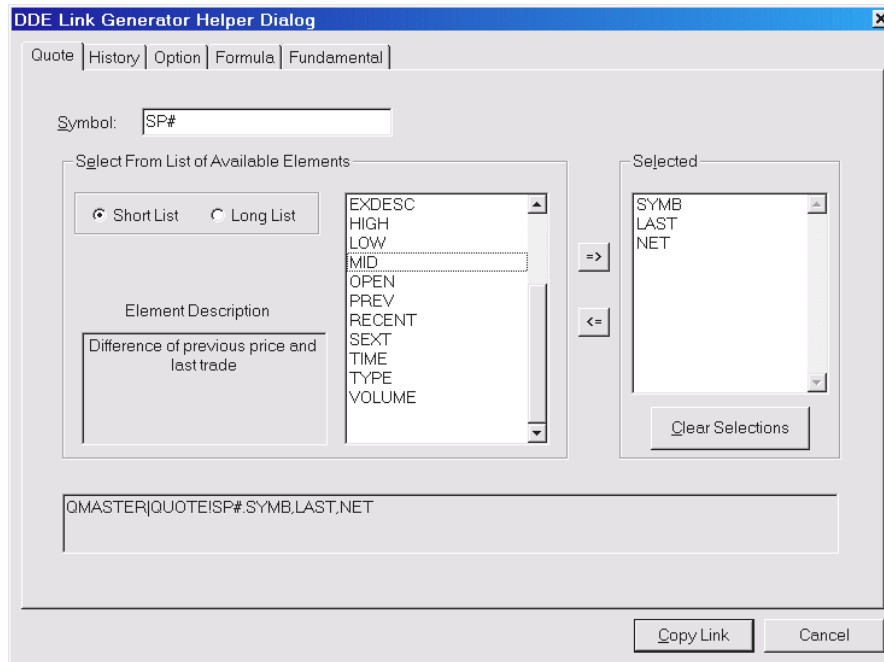 DDE Link Generator Helper Dialog
Quote History Option Formula Fundamental
Symbol: SP#
Select From List of Available Elements
Short List Long List
Element Description
Difference of previous price and
last trade
EXDESC
HIGH
LOW
MID
OPEN
PREV
RECENT
SEXT
TIME
TYPE
VOLUME
=>
<=
Selected
SYMB
LAST
NET
Clear Selections
QMASTER|QUOTE!SP#.SYMB,LAST,NET
Copy Link Cancel